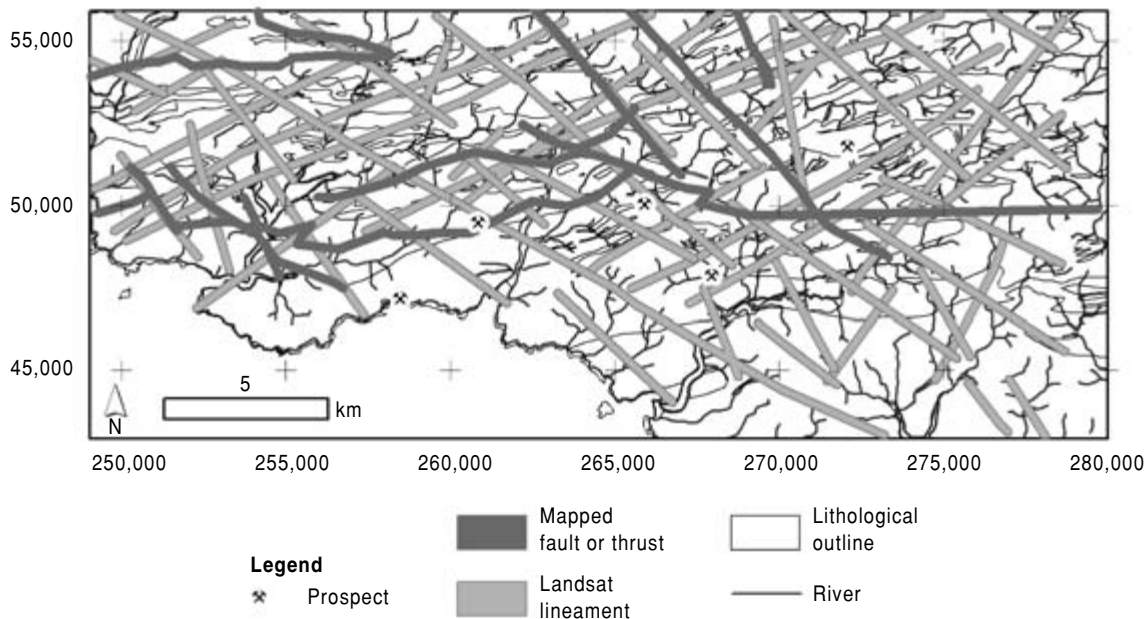 55,000
50,000
45,000
5
km
N
250,000 255,000 260,000 265,000 270,000 275,000 280,000
Legend
Prospect
Mapped
fault or thrust
Landsat
lineament
Lithological
outline
River